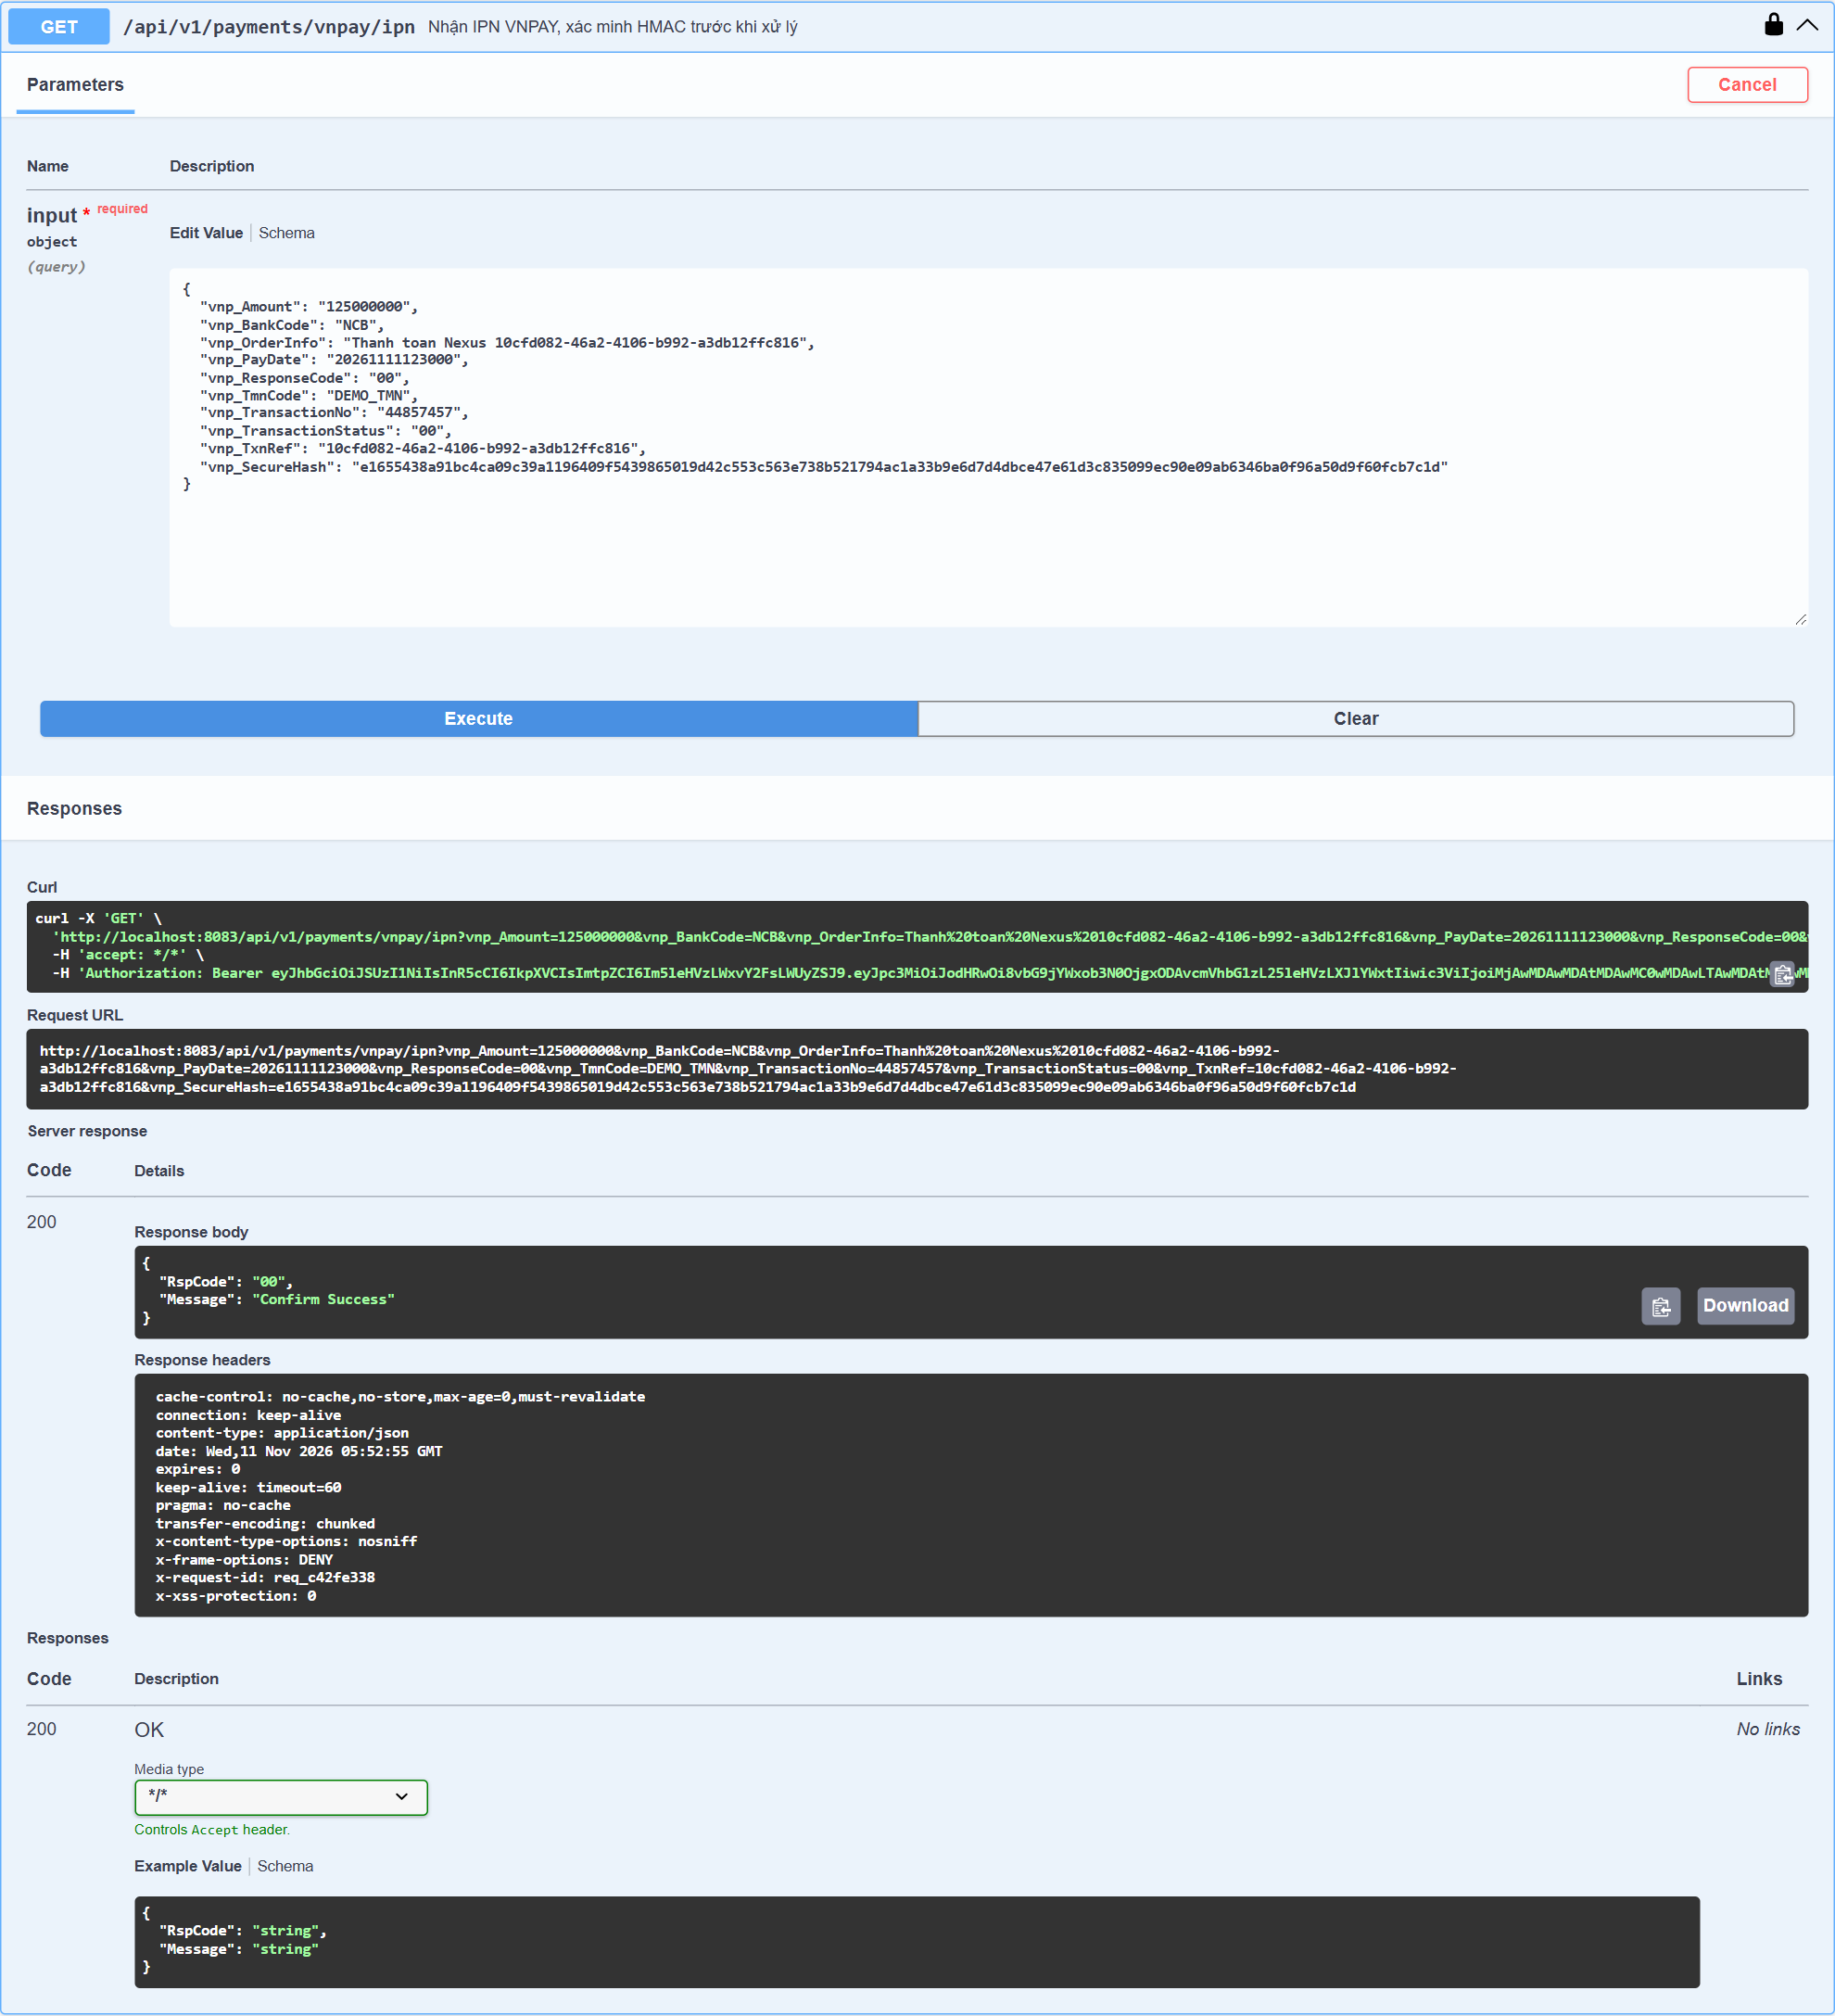 GET /api/v1/payments/vnpay/ipn Nhận IPN VNPAY, xác minh HMAC trước khi xử lý
Parameters
Cancel
Name Description
input * required
object
(query)
Edit Value Schema
{
"vnp_Amount": "125000000",
"vnp_BankCode": "NCB",
"vnp_OrderInfo": "Thanh toan Nexus 10cfd082-46a2-4106-b992-a3db12ffc816",
"vnp_PayDate": "20261111123000",
"vnp_ResponseCode": "00",
"vnp_TmnCode": "DEMO_TMN",
"vnp_TransactionNo": "44857457",
"vnp_TransactionStatus": "00",
"vnp_TxnRef": "10cfd082-46a2-4106-b992-a3db12ffc816",
"vnp_SecureHash": "e1655438a91bc4ca09c39a1196409f5439865019d42c553c563e738b521794ac1a33b9e6d7d4dbce47e61d3c835099ec90e09ab6346ba0f96a50d9f60fcb7c1d"
}
Execute Clear
Responses
Curl
curl -X 'GET' \
'http://localhost:8083/api/v1/payments/vnpay/ipn?vnp_Amount=125000000&vnp_BankCode=NCB&vnp_OrderInfo=Thanh%20toan%20Nexus%2010cfd082-46a2-4106-b992-a3db12ffc816&vnp_PayDate=20261111123000&vnp_ResponseCode=00&
-H 'accept: */*' \
-H 'Authorization: Bearer eyJhbGciOiJSUzI1NiIsInR5cCI6IkpXVCIsImtpZCI6Im5leHVzLWxvY2FsLWUyZSJ9.eyJpc3MiOiJodHRwOi8vbG9jYWxob3N0OjgxODAvcmVhbG1zL25leHVzLXJlYWxtIiwic3ViIjoiMjAwMDAwMDAtMDAwMC0wMDAwLTAwMDAt
Request URL
http://localhost:8083/api/v1/payments/vnpay/ipn?vnp_Amount=125000000&vnp_BankCode=NCB&vnp_OrderInfo=Thanh%20toan%20Nexus%2010cfd082-46a2-4106-b992-
a3db12ffc816&vnp_PayDate=20261111123000&vnp_ResponseCode=00&vnp_TmnCode=DEMO_TMN&vnp_TransactionNo=44857457&vnp_TransactionStatus=00&vnp_TxnRef=10cfd082-46a2-4106-b992-
a3db12ffc816&vnp_SecureHash=e1655438a91bc4ca09c39a1196409f5439865019d42c553c563e738b521794ac1a33b9e6d7d4dbce47e61d3c835099ec90e09ab6346ba0f96a50d9f60fcb7c1d
Server response
Code Details
200
Response body
{
"RspCode": "00",
"Message": "Confirm Success"
}
Download
Response headers
cache-control: no-cache,no-store,max-age=0,must-revalidate
connection: keep-alive
content-type: application/json
date: Wed,11 Nov 2026 05:52:55 GMT
expires: 0
keep-alive: timeout=60
pragma: no-cache
transfer-encoding: chunked
x-content-type-options: nosniff
x-frame-options: DENY
x-request-id: req_c42fe338
x-xss-protection: 0
Responses
Code Description Links
200 OK No links
Media type
*/*
Controls Accept header.
Example Value Schema
{
"RspCode": "string",
"Message": "string"
}